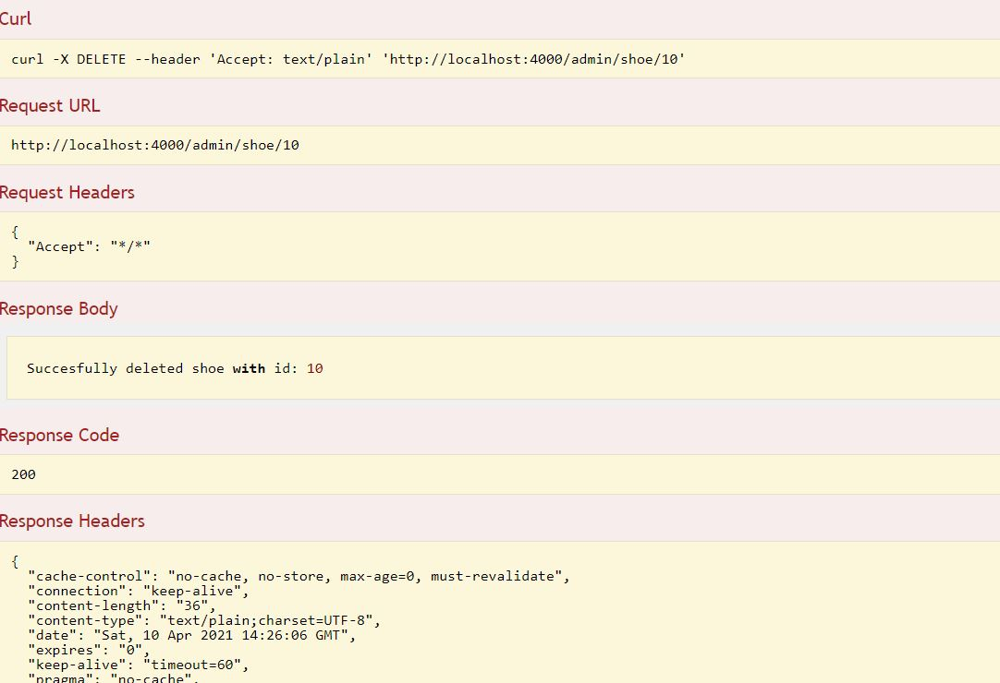 Curl
curl -X DELETE --header 'Accept: text/plain' 'http://localhost:4000/admin/shoe/10'
Request URL
http://localhost:4000/admin/shoe/10
Request Headers
{
  "Accept": "*/*"
}
Response Body
Succesfully deleted shoe with id: 10
Response Code
200
Response Headers
{
  "cache-control": "no-cache, no-store, max-age=0, must-revalidate",
  "connection": "keep-alive",
  "content-length": "36",
  "content-type": "text/plain;charset=UTF-8",
  "date": "Sat, 10 Apr 2021 14:26:06 GMT",
  "expires": "0",
  "keep-alive": "timeout=60",
  "pragma": "no-cache",